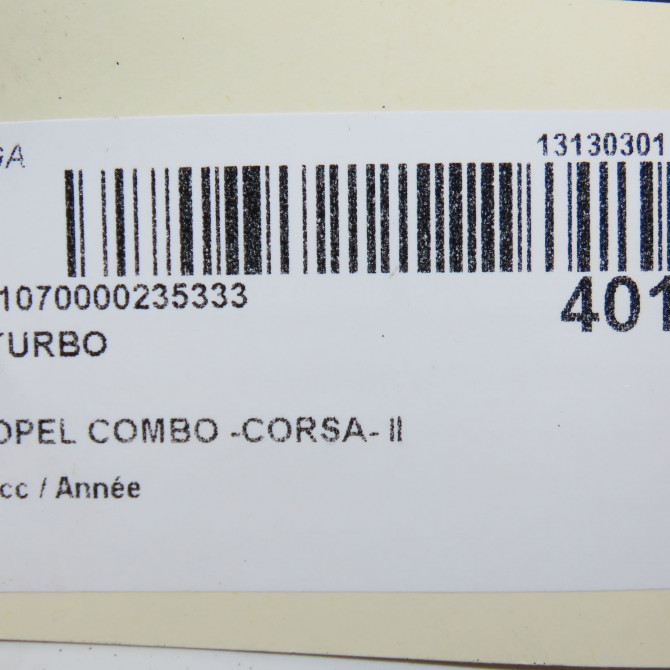 GA
13130301
1070000235333
401
TURBO
OPEL COMBO -CORSA- II
cc / Année